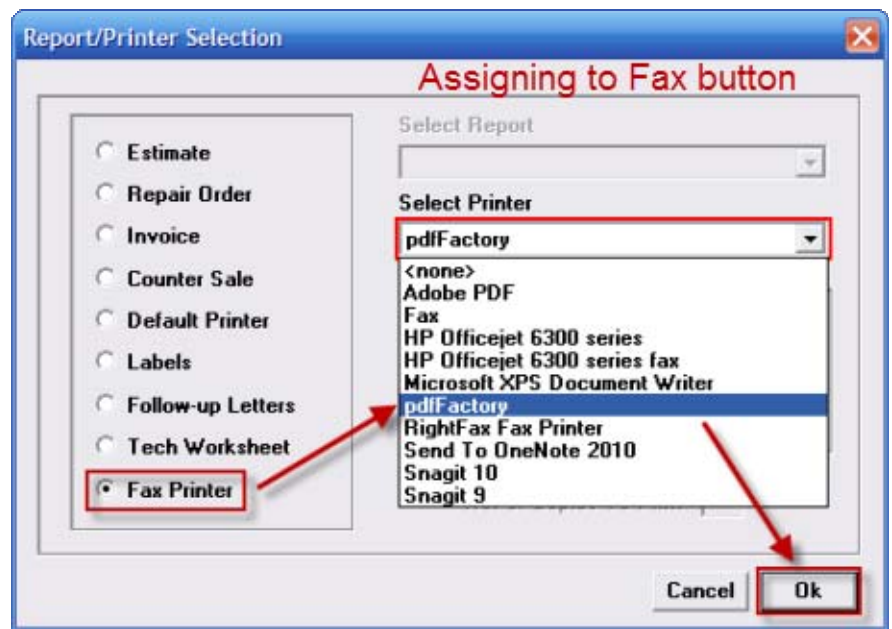 Report/Printer Selection
Assigning to Fax button
Estimate
Repair Order
Invoice
Counter Sale
Default Printer
Labels
Follow-up Letters
Tech Worksheet
Fax Printer
Select Report
Select Printer
pdfFactory
<none>
Adobe PDF
Fax
HP Officejet 6300 series
HP Officejet 6300 series fax
Microsoft XPS Document Writer
pdfFactory
RightFax Fax Printer
Send To OneNote 2010
Snagit 10
Snagit 9
Cancel
Ok